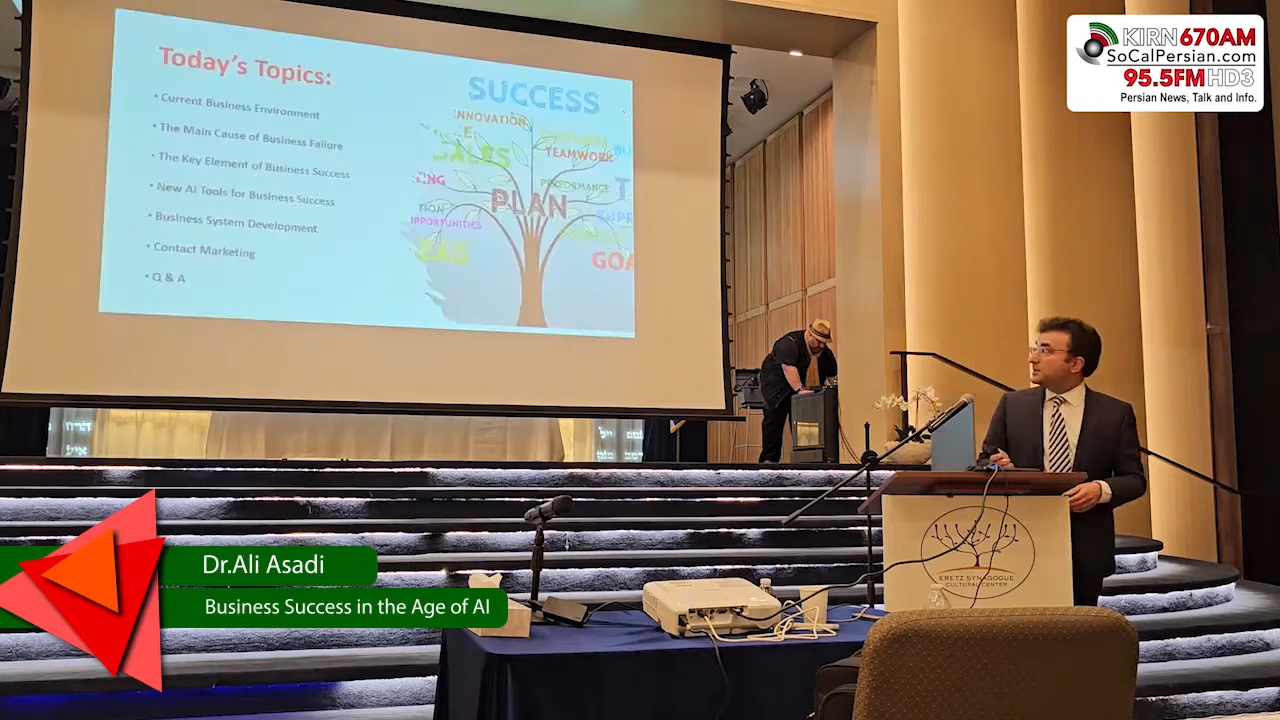 Today's Topics:
• Current Business Environment
• The Main Cause of Business Failure
• The Key Element of Business Success
• New AI Tools for Business Success
• Business System Development
• Contact Marketing
• Q & A
SUCCESS
INNOVATION
SALES
TEAMWORK
PERFORMANCE
PLAN
PPORTUNITIES
KIRN 670AM
SoCalPersian.com
95.5FM HD3
Persian News, Talk and Info.
ERETZ SYNAGOGUE
CULTURAL CENTER
Dr.Ali Asadi
Business Success in the Age of AI